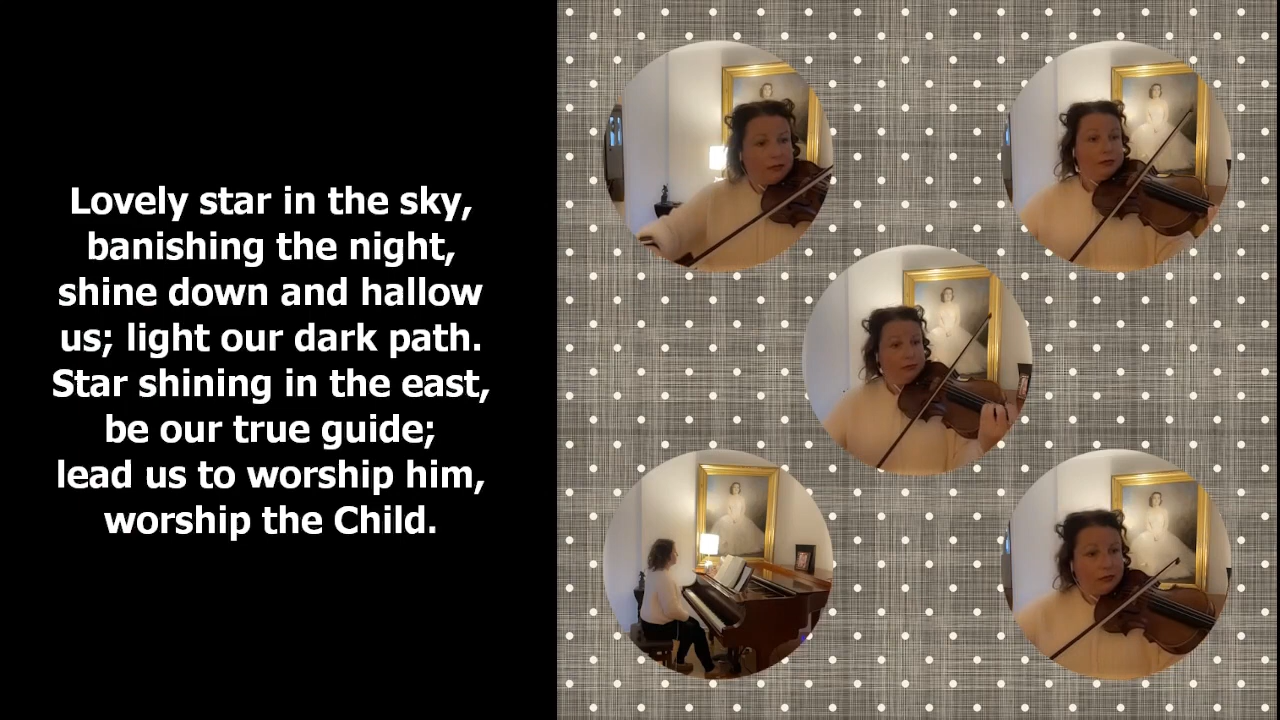 Lovely star in the sky,
banishing the night,
shine down and hallow
us; light our dark path.
Star shining in the east,
be our true guide;
lead us to worship him,
worship the Child.